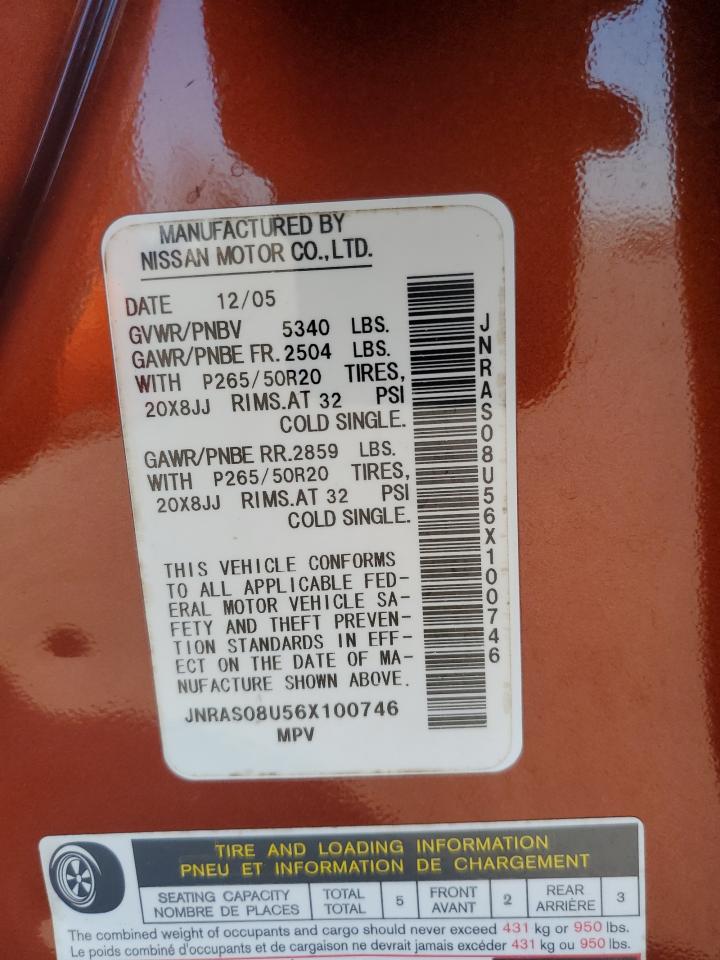 MANUFACTURED BY
NISSAN MOTOR CO.,LTD.
DATE 12/05
GVWR/PNBV 5340 LBS.
GAWR/PNBE FR. 2504 LBS.
WITH P265/50R20 TIRES,
20X8JJ RIMS.AT 32 PSI
COLD SINGLE.
GAWR/PNBE RR. 2859 LBS.
WITH P265/50R20 TIRES,
20X8JJ RIMS.AT 32 PSI
COLD SINGLE.
THIS VEHICLE CONFORMS
TO ALL APPLICABLE FED-
ERAL MOTOR VEHICLE SA-
FETY AND THEFT PREVEN-
TION STANDARDS IN EFF-
ECT ON THE DATE OF MA-
NUFACTURE SHOWN ABOVE.
JNRAS08U56X100746
MPV
JNRAS08U56X100746
TIRE AND LOADING INFORMATION
PNEU ET INFORMATION DE CHARGEMENT
SEATING CAPACITY TOTAL 5 FRONT 2 REAR 3
NOMBRE DE PLACES TOTAL AVANT ARRIÈRE
The combined weight of occupants and cargo should never exceed 431 kg or 950 lbs.
Le poids combiné d'occupants et de cargaison ne devrait jamais excéder 431 kg ou 950 lbs.